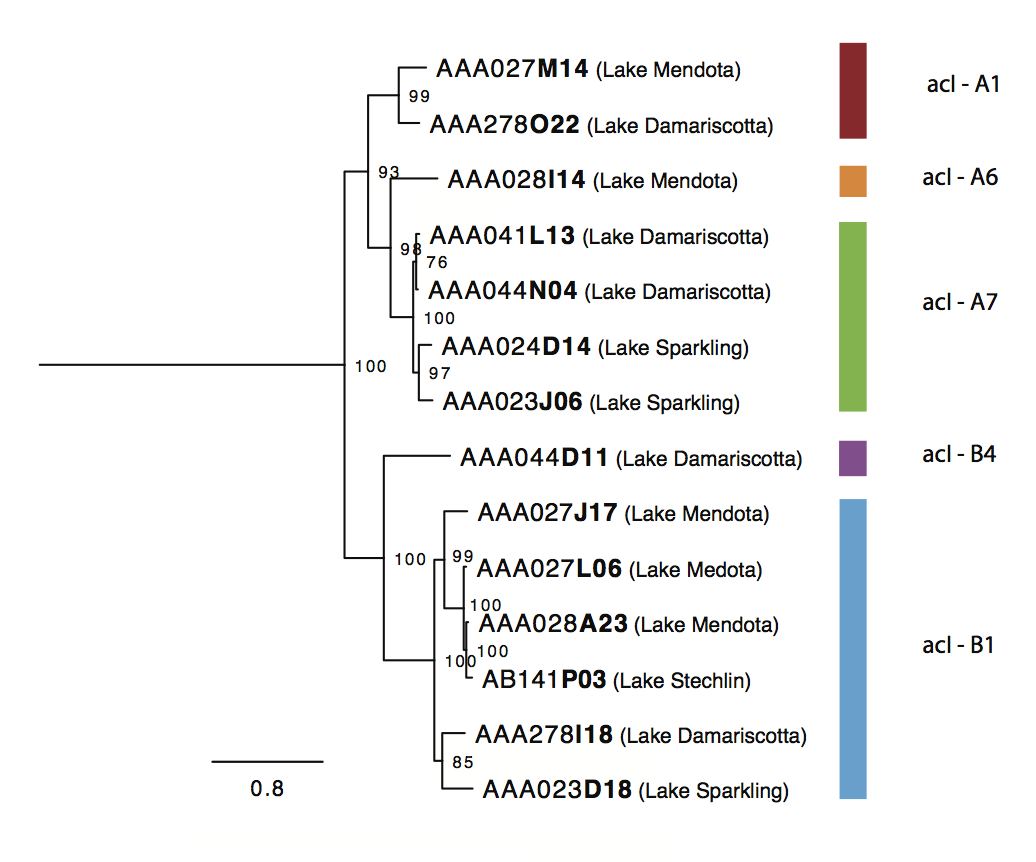 AAA027M14 (Lake Mendota)
acI - A1
99
AAA278O22 (Lake Damariscotta)
93
AAA028I14 (Lake Mendota)
acI - A6
AAA041L13 (Lake Damariscotta)
98
76
AAA044N04 (Lake Damariscotta)
acI - A7
100
AAA024D14 (Lake Sparkling)
100
97
AAA023J06 (Lake Sparkling)
AAA044D11 (Lake Damariscotta)
acI - B4
AAA027J17 (Lake Mendota)
100
99
AAA027L06 (Lake Medota)
100
AAA028A23 (Lake Mendota)
acI - B1
100
100
AB141P03 (Lake Stechlin)
AAA278I18 (Lake Damariscotta)
85
AAA023D18 (Lake Sparkling)
0.8